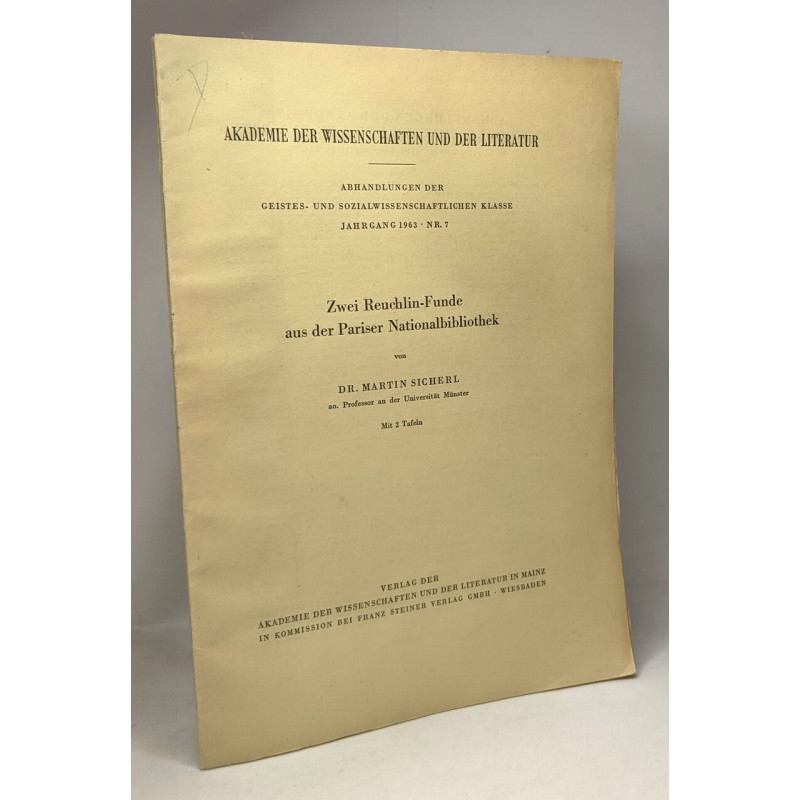 AKADEMIE DER WISSENSCHAFTEN UND DER LITERATUR
ABHANDLUNGEN DER
GEISTES- UND SOZIALWISSENSCHAFTLICHEN KLASSE
JAHRGANG 1963 · NR. 7
Zwei Reuchlin-Funde
aus der Pariser Nationalbibliothek
von
DR. MARTIN SICHERL
ao. Professor an der Universität Münster
Mit 2 Tafeln
VERLAG DER
AKADEMIE DER WISSENSCHAFTEN UND DER LITERATUR IN MAINZ
IN KOMMISSION BEI FRANZ STEINER VERLAG GMBH · WIESBADEN